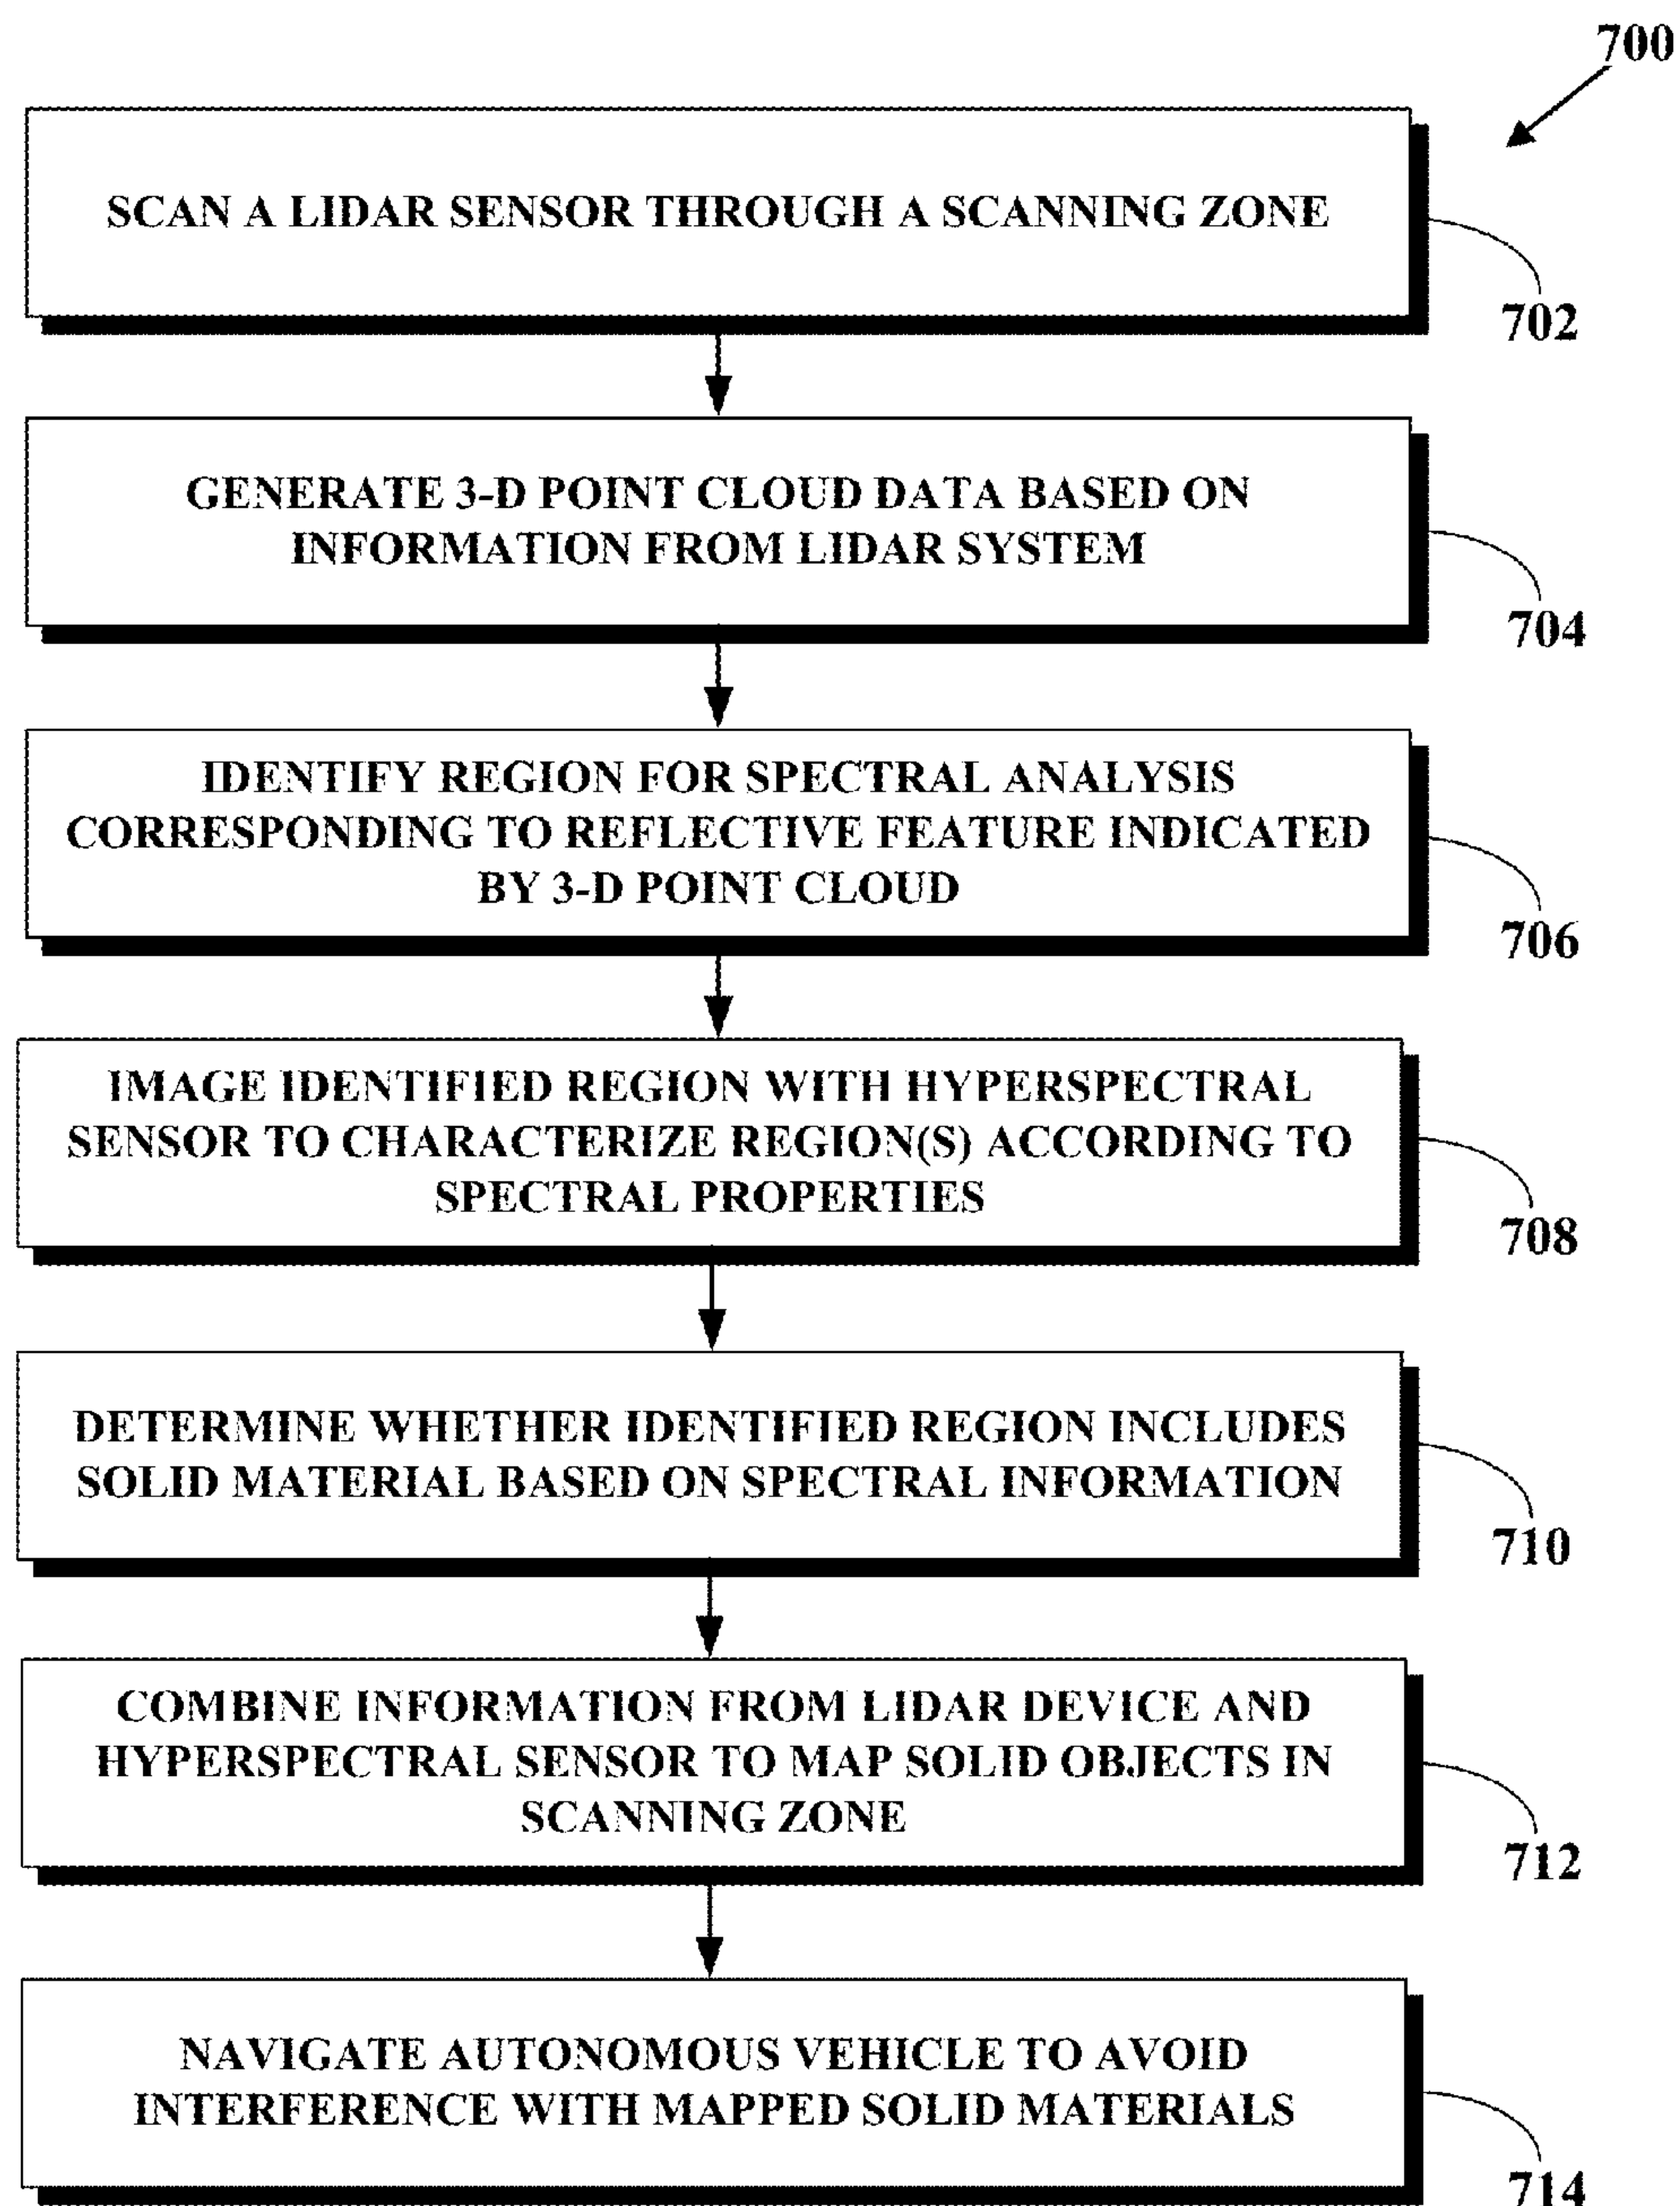 700
SCAN A LIDAR SENSOR THROUGH A SCANNING ZONE
702
GENERATE 3-D POINT CLOUD DATA BASED ON
INFORMATION FROM LIDAR SYSTEM
704
IDENTIFY REGION FOR SPECTRAL ANALYSIS
CORRESPONDING TO REFLECTIVE FEATURE INDICATED
BY 3-D POINT CLOUD
706
IMAGE IDENTIFIED REGION WITH HYPERSPECTRAL
SENSOR TO CHARACTERIZE REGION(S) ACCORDING TO
SPECTRAL PROPERTIES
708
DETERMINE WHETHER IDENTIFIED REGION INCLUDES
SOLID MATERIAL BASED ON SPECTRAL INFORMATION
710
COMBINE INFORMATION FROM LIDAR DEVICE AND
HYPERSPECTRAL SENSOR TO MAP SOLID OBJECTS IN
SCANNING ZONE
712
NAVIGATE AUTONOMOUS VEHICLE TO AVOID
INTERFERENCE WITH MAPPED SOLID MATERIALS
714